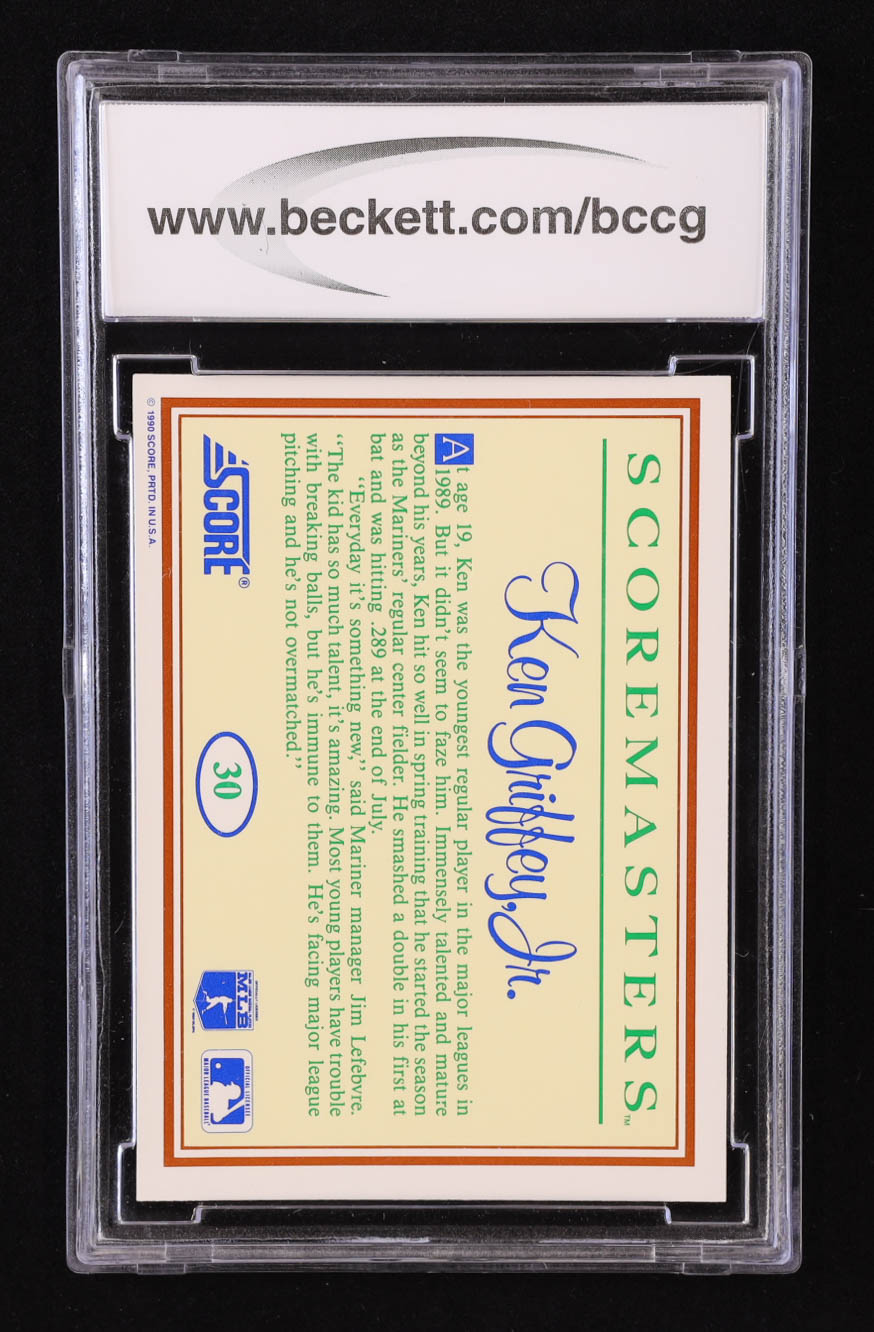 www.beckett.com/bccg
SCOREMASTERS™
Ken Griffey, Jr.
At age 19, Ken was the youngest regular player in the major leagues in
1989. But it didn't seem to faze him. Immensely talented and mature
beyond his years, Ken hit so well in spring training that he started the season
as the Mariners' regular center fielder. He smashed a double in his first at
bat and was hitting .289 at the end of July.
"Everyday it's something new," said Mariner manager Jim Lefebvre.
"The kid has so much talent, it's amazing. Most young players have trouble
with breaking balls, but he's immune to them. He's facing major league
pitching and he's not overmatched."
SCORE®
30
MLB
OFFICIAL LICENSEE
MAJOR LEAGUE BASEBALL
© 1990 SCORE, PRTD. IN U.S.A.